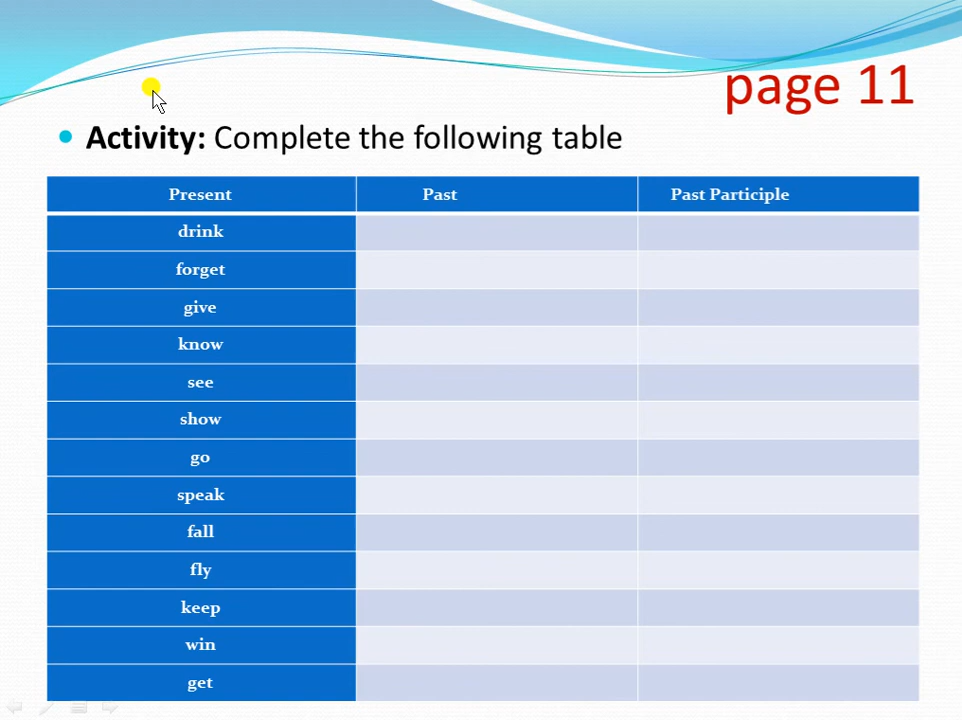 page 11
Activity: Complete the following table
Present Past Past Participle
drink
forget
give
know
see
show
go
speak
fall
fly
keep
win
get